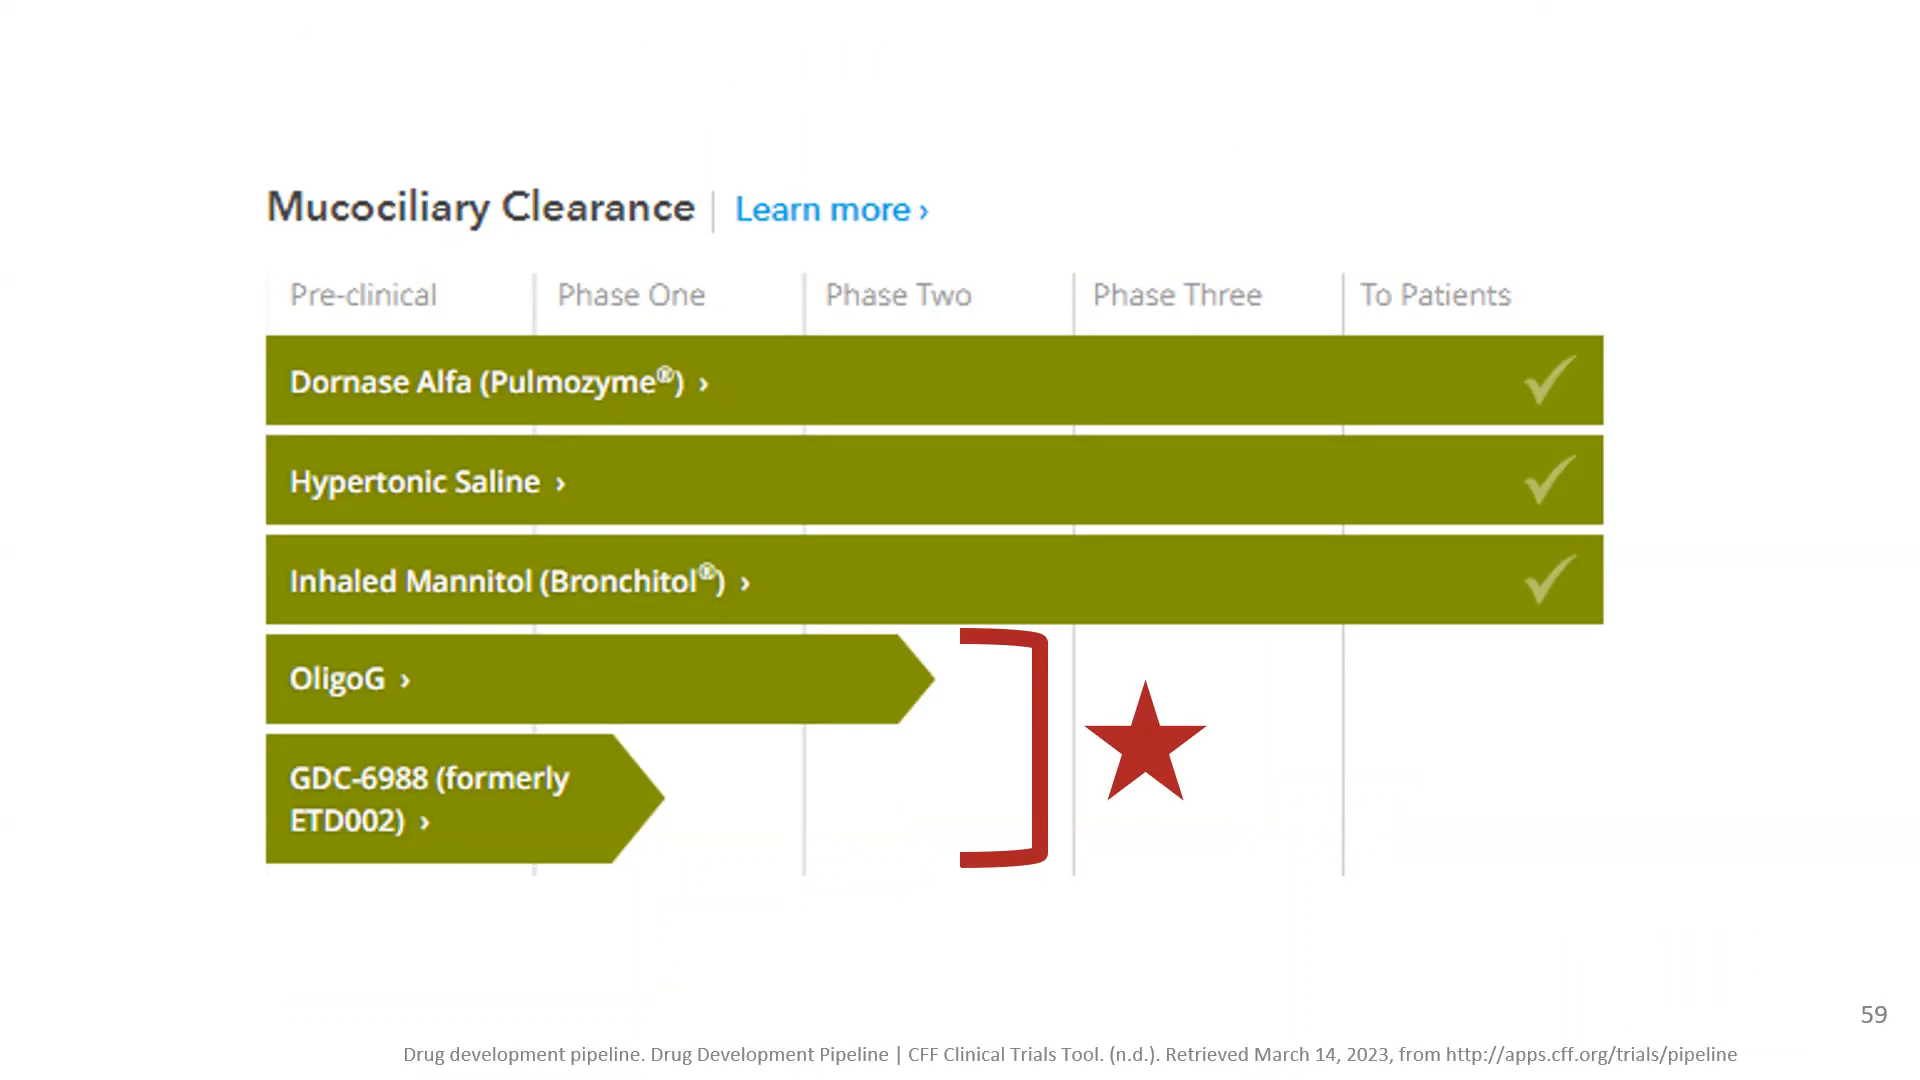 Mucociliary Clearance | Learn more ›
Pre-clinical Phase One Phase Two Phase Three To Patients
Dornase Alfa (Pulmozyme®) ›
Hypertonic Saline ›
Inhaled Mannitol (Bronchitol®) ›
OligoG ›
GDC-6988 (formerly
ETD002) ›
59
Drug development pipeline. Drug Development Pipeline | CFF Clinical Trials Tool. (n.d.). Retrieved March 14, 2023, from http://apps.cff.org/trials/pipeline